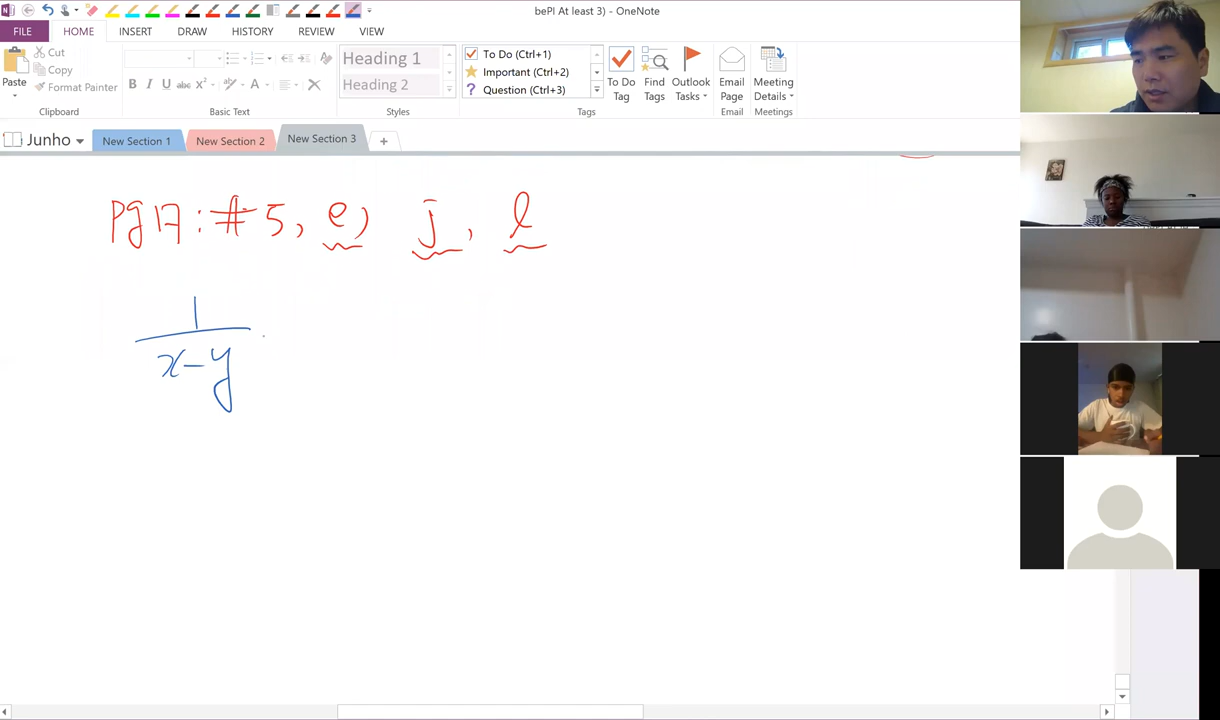 bePl At least 3) - OneNote
FILE HOME INSERT DRAW HISTORY REVIEW VIEW
Paste
Cut
Copy
Format Painter
Clipboard
B I U abc x² A
Basic Text
Heading 1
Heading 2
Styles
To Do (Ctrl+1)
Important (Ctrl+2)
Question (Ctrl+3)
To Do Tag
Find Tags
Outlook Tasks
Tags
Email Page
Email
Meeting Details
Meetings
Junho New Section 1 New Section 2 New Section 3 +
Pg 17 : # 5, e) j, l
1
x-y